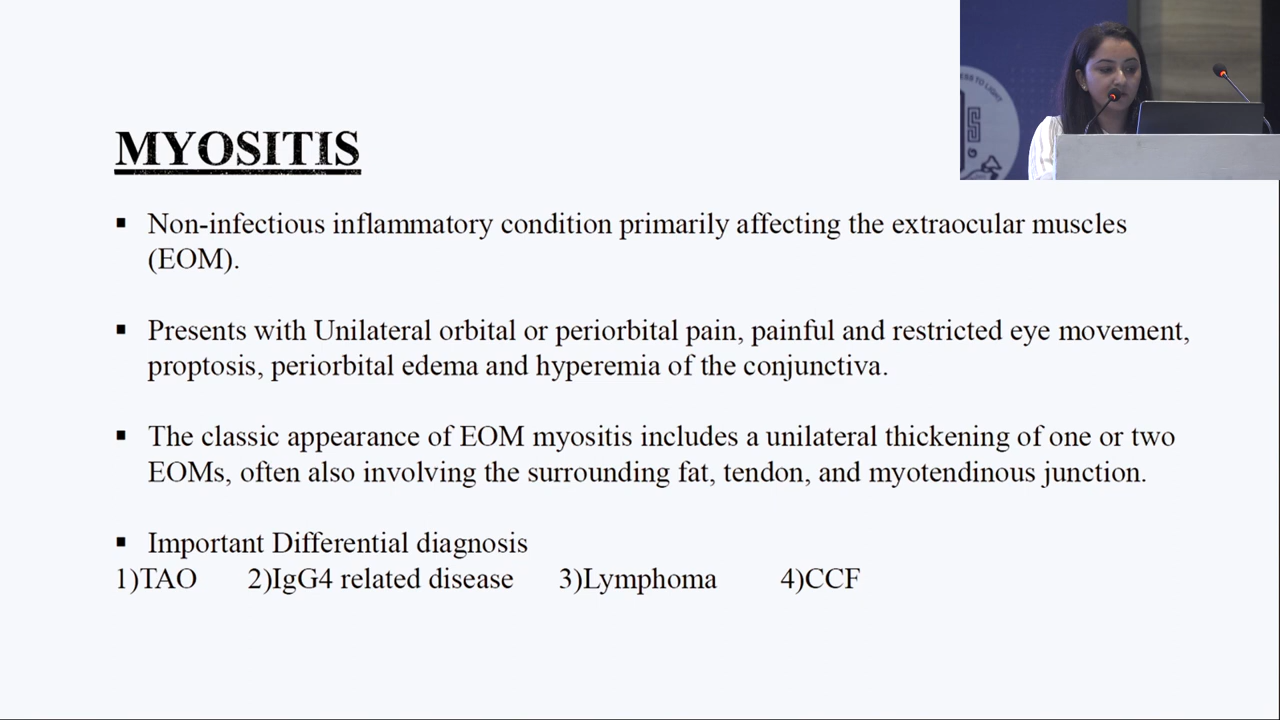 MYOSITIS
▪ Non-infectious inflammatory condition primarily affecting the extraocular muscles
(EOM).
▪ Presents with Unilateral orbital or periorbital pain, painful and restricted eye movement,
proptosis, periorbital edema and hyperemia of the conjunctiva.
▪ The classic appearance of EOM myositis includes a unilateral thickening of one or two
EOMs, often also involving the surrounding fat, tendon, and myotendinous junction.
▪ Important Differential diagnosis
1)TAO 2)IgG4 related disease 3)Lymphoma 4)CCF
TO LIGHT